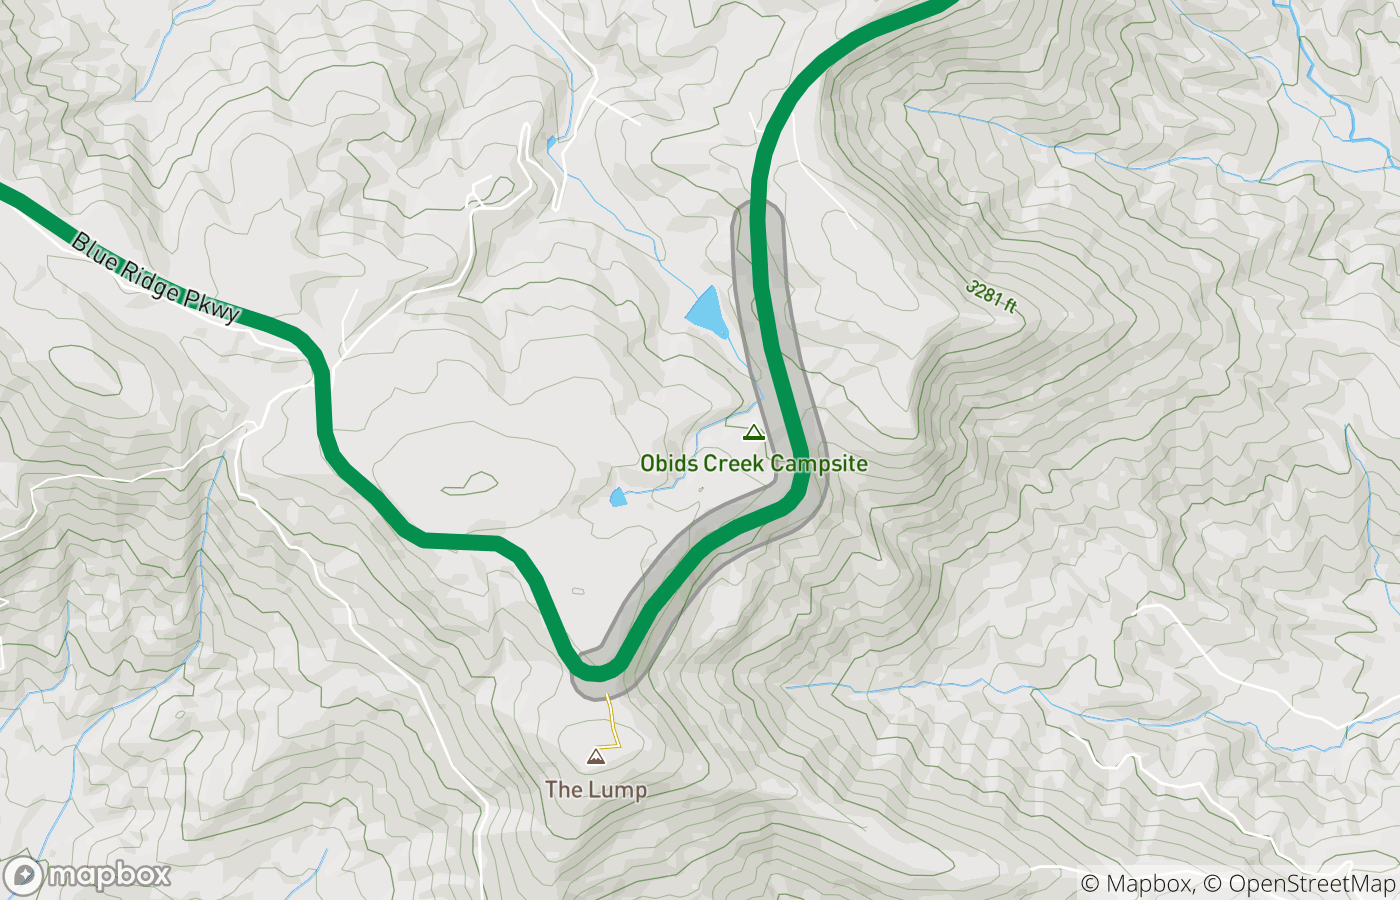 Blue Ridge Pkwy
3281 ft
Obids Creek Campsite
The Lump
mapbox
© Mapbox, © OpenStreetMap